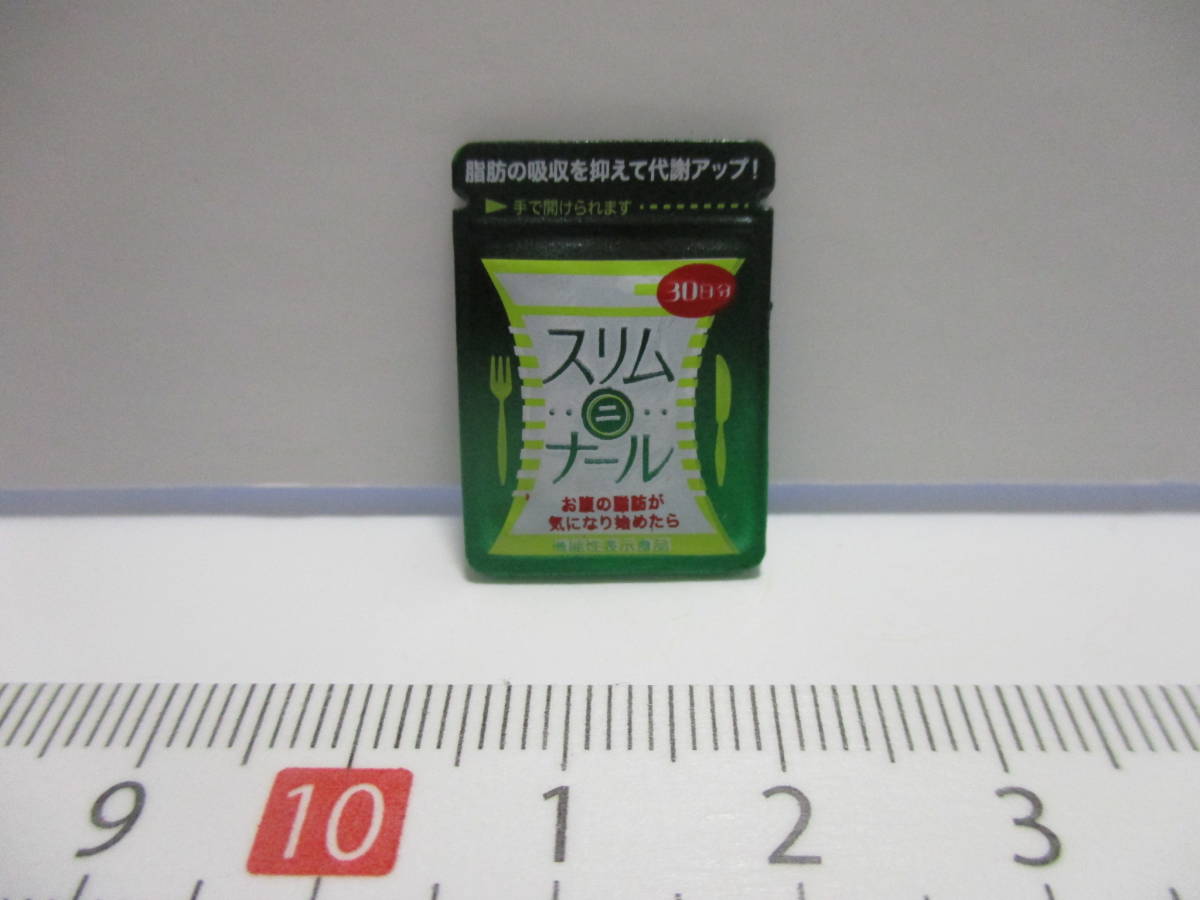 脂肪の吸収を抑えて代謝アップ!
手で開けられます
30日分
スリム
ニ
ナール
お腹の脂肪が
気になり始めたら
機能性表示食品
9 10 1 2 3